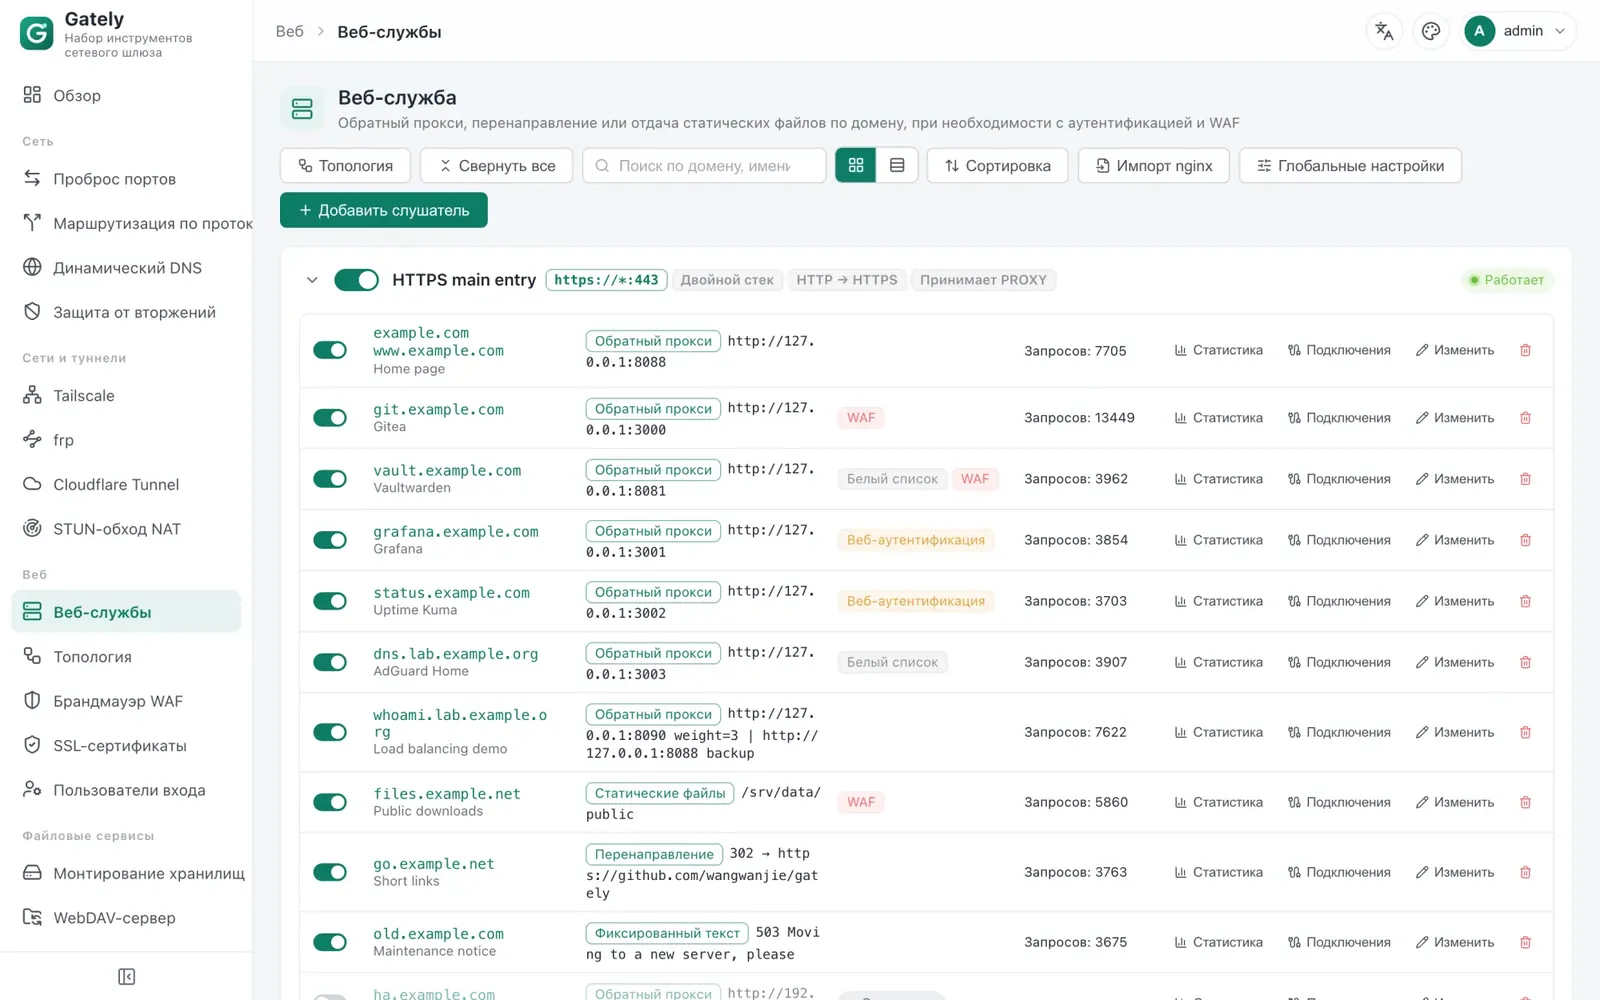 Gately
Набор инструментов
сетевого шлюза
Обзор
Сеть
Проброс портов
Маршрутизация по проток
Динамический DNS
Защита от вторжений
Сети и туннели
Tailscale
frp
Cloudflare Tunnel
STUN-обход NAT
Веб
Веб-службы
Топология
Брандмауэр WAF
SSL-сертификаты
Пользователи входа
Файловые сервисы
Монтирование хранилищ
WebDAV-сервер
Веб > Веб-службы
A admin
Веб-служба
Обратный прокси, перенаправление или отдача статических файлов по домену, при необходимости с аутентификацией и WAF
Топология Свернуть все Поиск по домену, имени Сортировка Импорт nginx Глобальные настройки
+ Добавить слушатель
HTTPS main entry https://*:443 Двойной стек HTTP → HTTPS Принимает PROXY Работает
example.com
www.example.com
Home page
Обратный прокси http://127.
0.0.1:8088
Запросов: 7705 Статистика Подключения Изменить
git.example.com
Gitea
Обратный прокси http://127.
0.0.1:3000
WAF
Запросов: 13449 Статистика Подключения Изменить
vault.example.com
Vaultwarden
Обратный прокси http://127.
0.0.1:8081
Белый список WAF
Запросов: 3962 Статистика Подключения Изменить
grafana.example.com
Grafana
Обратный прокси http://127.
0.0.1:3001
Веб-аутентификация
Запросов: 3854 Статистика Подключения Изменить
status.example.com
Uptime Kuma
Обратный прокси http://127.
0.0.1:3002
Веб-аутентификация
Запросов: 3703 Статистика Подключения Изменить
dns.lab.example.org
AdGuard Home
Обратный прокси http://127.
0.0.1:3003
Белый список
Запросов: 3907 Статистика Подключения Изменить
whoami.lab.example.o
rg
Load balancing demo
Обратный прокси http://127.
0.0.1:8090 weight=3 | http://
127.0.0.1:8088 backup
Запросов: 7622 Статистика Подключения Изменить
files.example.net
Public downloads
Статические файлы /srv/data/
public
WAF
Запросов: 5860 Статистика Подключения Изменить
go.example.net
Short links
Перенаправление 302 → http
s://github.com/wangwanjie/gat
ely
Запросов: 3763 Статистика Подключения Изменить
old.example.com
Maintenance notice
Фиксированный текст 503 Movi
ng to a new server, please
Запросов: 3675 Статистика Подключения Изменить
ha.example.com
Обратный прокси http://192.